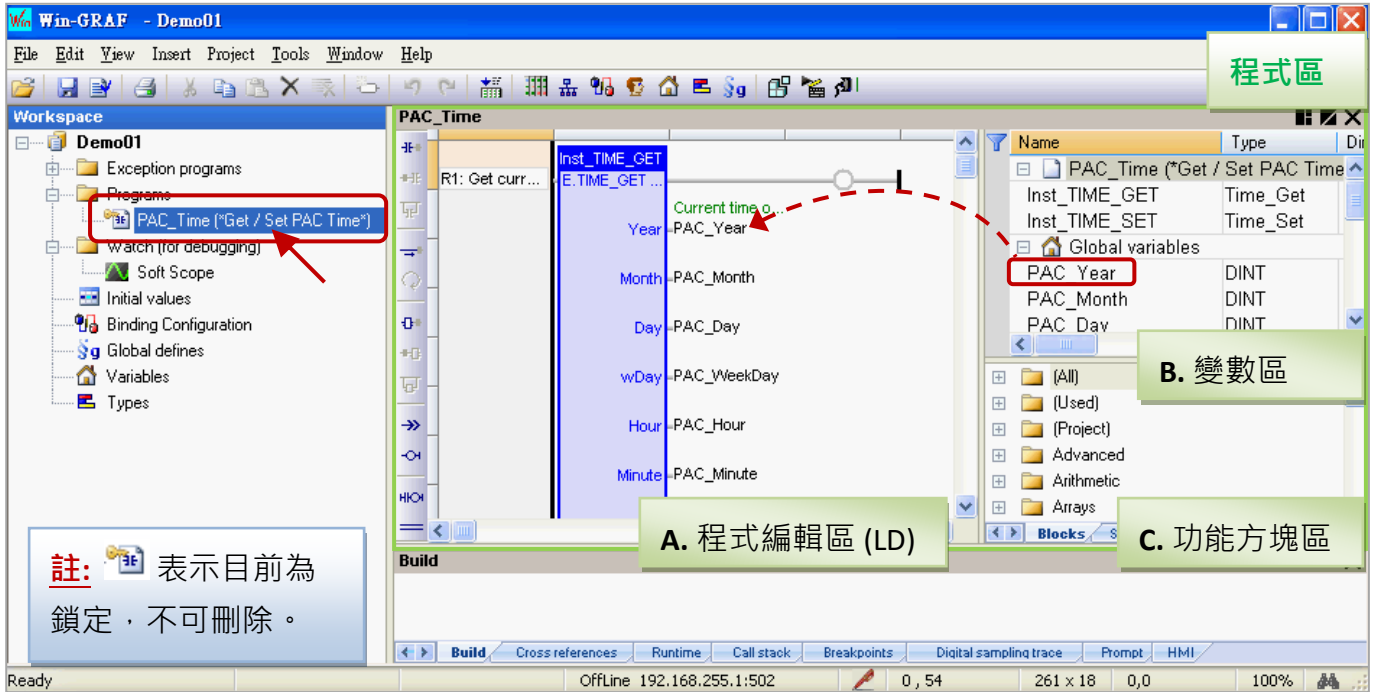 Win-GRAF - Demo01
File Edit View Insert Project Tools Window Help
程式區
Workspace
Demo01
Exception programs
Programs
PAC_Time (*Get / Set PAC Time*)
Watch (for debugging)
Soft Scope
Initial values
Binding Configuration
Global defines
Variables
Types
註: 表示目前為
鎖定，不可刪除。
PAC_Time
R1: Get curr...
Inst_TIME_GET
E.TIME_GET ...
Current time o...
Year PAC_Year
Month PAC_Month
Day PAC_Day
wDay PAC_WeekDay
Hour PAC_Hour
Minute PAC_Minute
A. 程式編輯區 (LD)
Name Type Dir
PAC_Time (*Get / Set PAC Time
Inst_TIME_GET Time_Get
Inst_TIME_SET Time_Set
Global variables
PAC_Year DINT
PAC_Month DINT
PAC_Day DINT
B. 變數區
(All)
(Used)
(Project)
Advanced
Arithmetic
Arrays
Blocks S
C. 功能方塊區
Build
Build Cross references Runtime Call stack Breakpoints Digital sampling trace Prompt HMI
Ready OffLine 192.168.255.1:502 0 , 54 261 x 18 0,0 100%